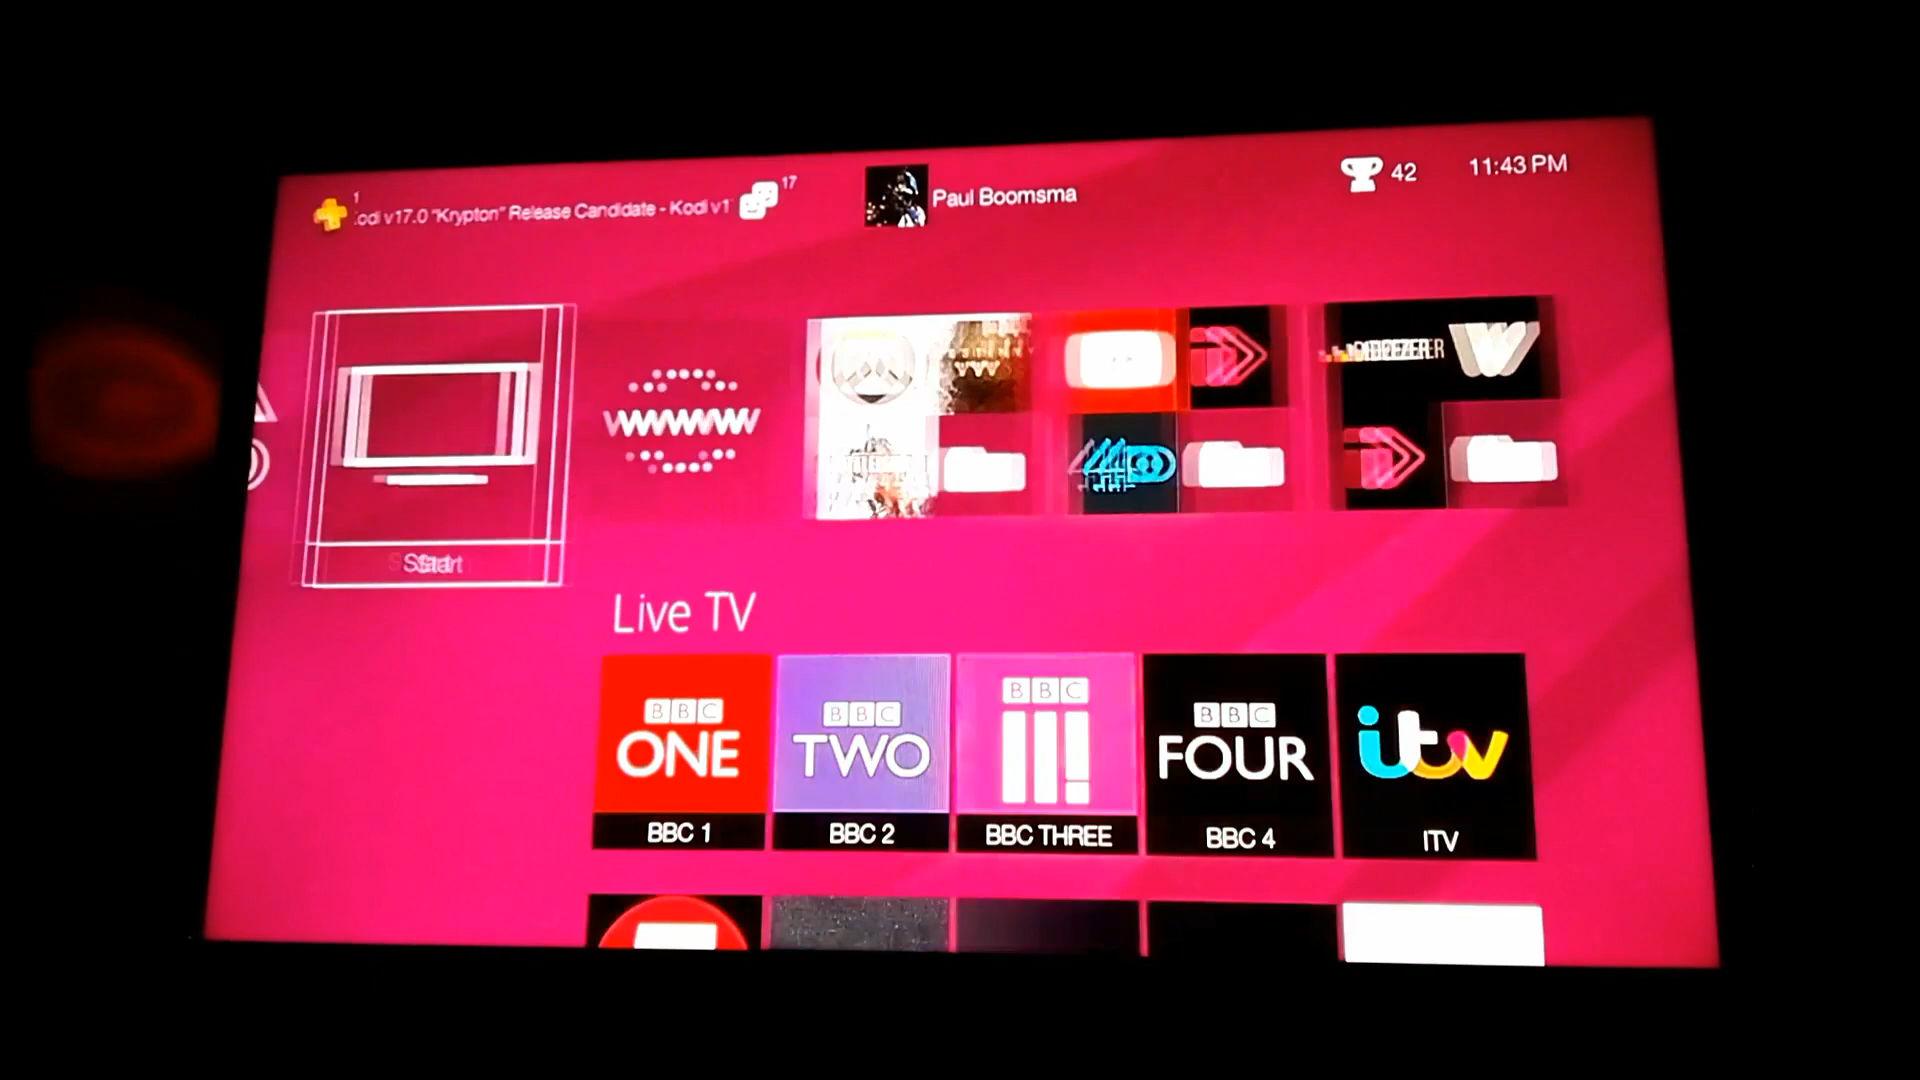 1
odi v17.0 "Krypton" Release Candidate - Kodi v1
17
Paul Boomsma
42
11:43 PM
Start
Live TV
BBC
ONE
BBC 1
BBC
TWO
BBC 2
BBC
BBC THREE
BBC
FOUR
BBC 4
itv
ITV